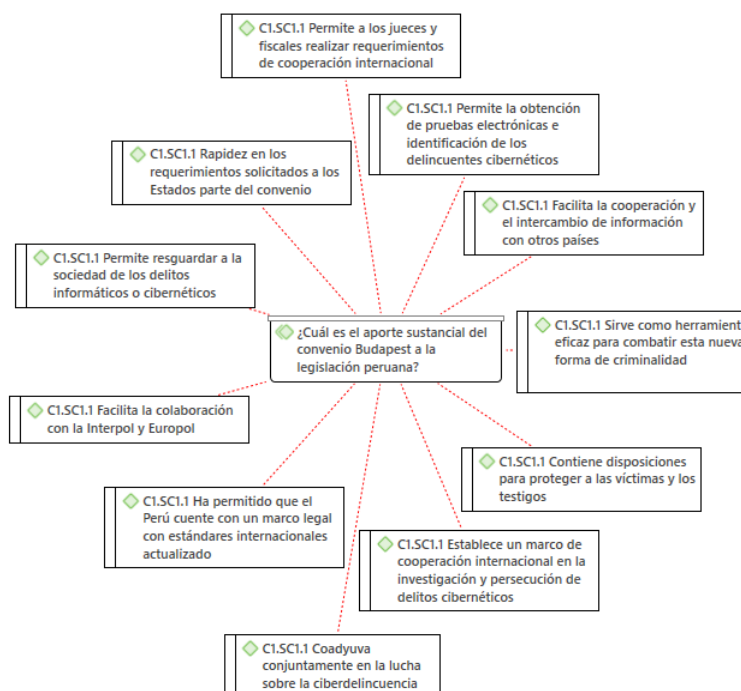 C1.SC1.1 Permite a los jueces y
fiscales realizar requerimientos
de cooperación internacional
C1.SC1.1 Permite la obtención
de pruebas electrónicas e
identificación de los
delincuentes cibernéticos
C1.SC1.1 Rapidez en los
requerimientos solicitados a los
Estados parte del convenio
C1.SC1.1 Facilita la cooperación y
el intercambio de información
con otros países
C1.SC1.1 Permite resguardar a la
sociedad de los delitos
informáticos o cibernéticos
¿Cuál es el aporte sustancial del
convenio Budapest a la
legislación peruana?
C1.SC1.1 Sirve como herramient
eficaz para combatir esta nueva
forma de criminalidad
C1.SC1.1 Facilita la colaboración
con la Interpol y Europol
C1.SC1.1 Contiene disposiciones
para proteger a las víctimas y los
testigos
C1.SC1.1 Ha permitido que el
Perú cuente con un marco legal
con estándares internacionales
actualizado
C1.SC1.1 Establece un marco de
cooperación internacional en la
investigación y persecución de
delitos cibernéticos
C1.SC1.1 Coadyuva
conjuntamente en la lucha
sobre la ciberdelincuencia